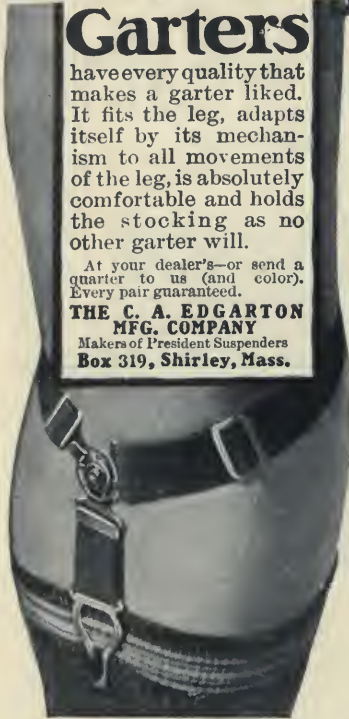 Garters
have every quality that
makes a garter liked.
It fits the leg, adapts
itself by its mechan-
ism to all movements
of the leg, is absolutely
comfortable and holds
the stocking as no
other garter will.
At your dealer's—or send a
quarter to us (and color).
Every pair guaranteed.
THE C. A. EDGARTON
MFG. COMPANY
Makers of President Suspenders
Box 319, Shirley, Mass.